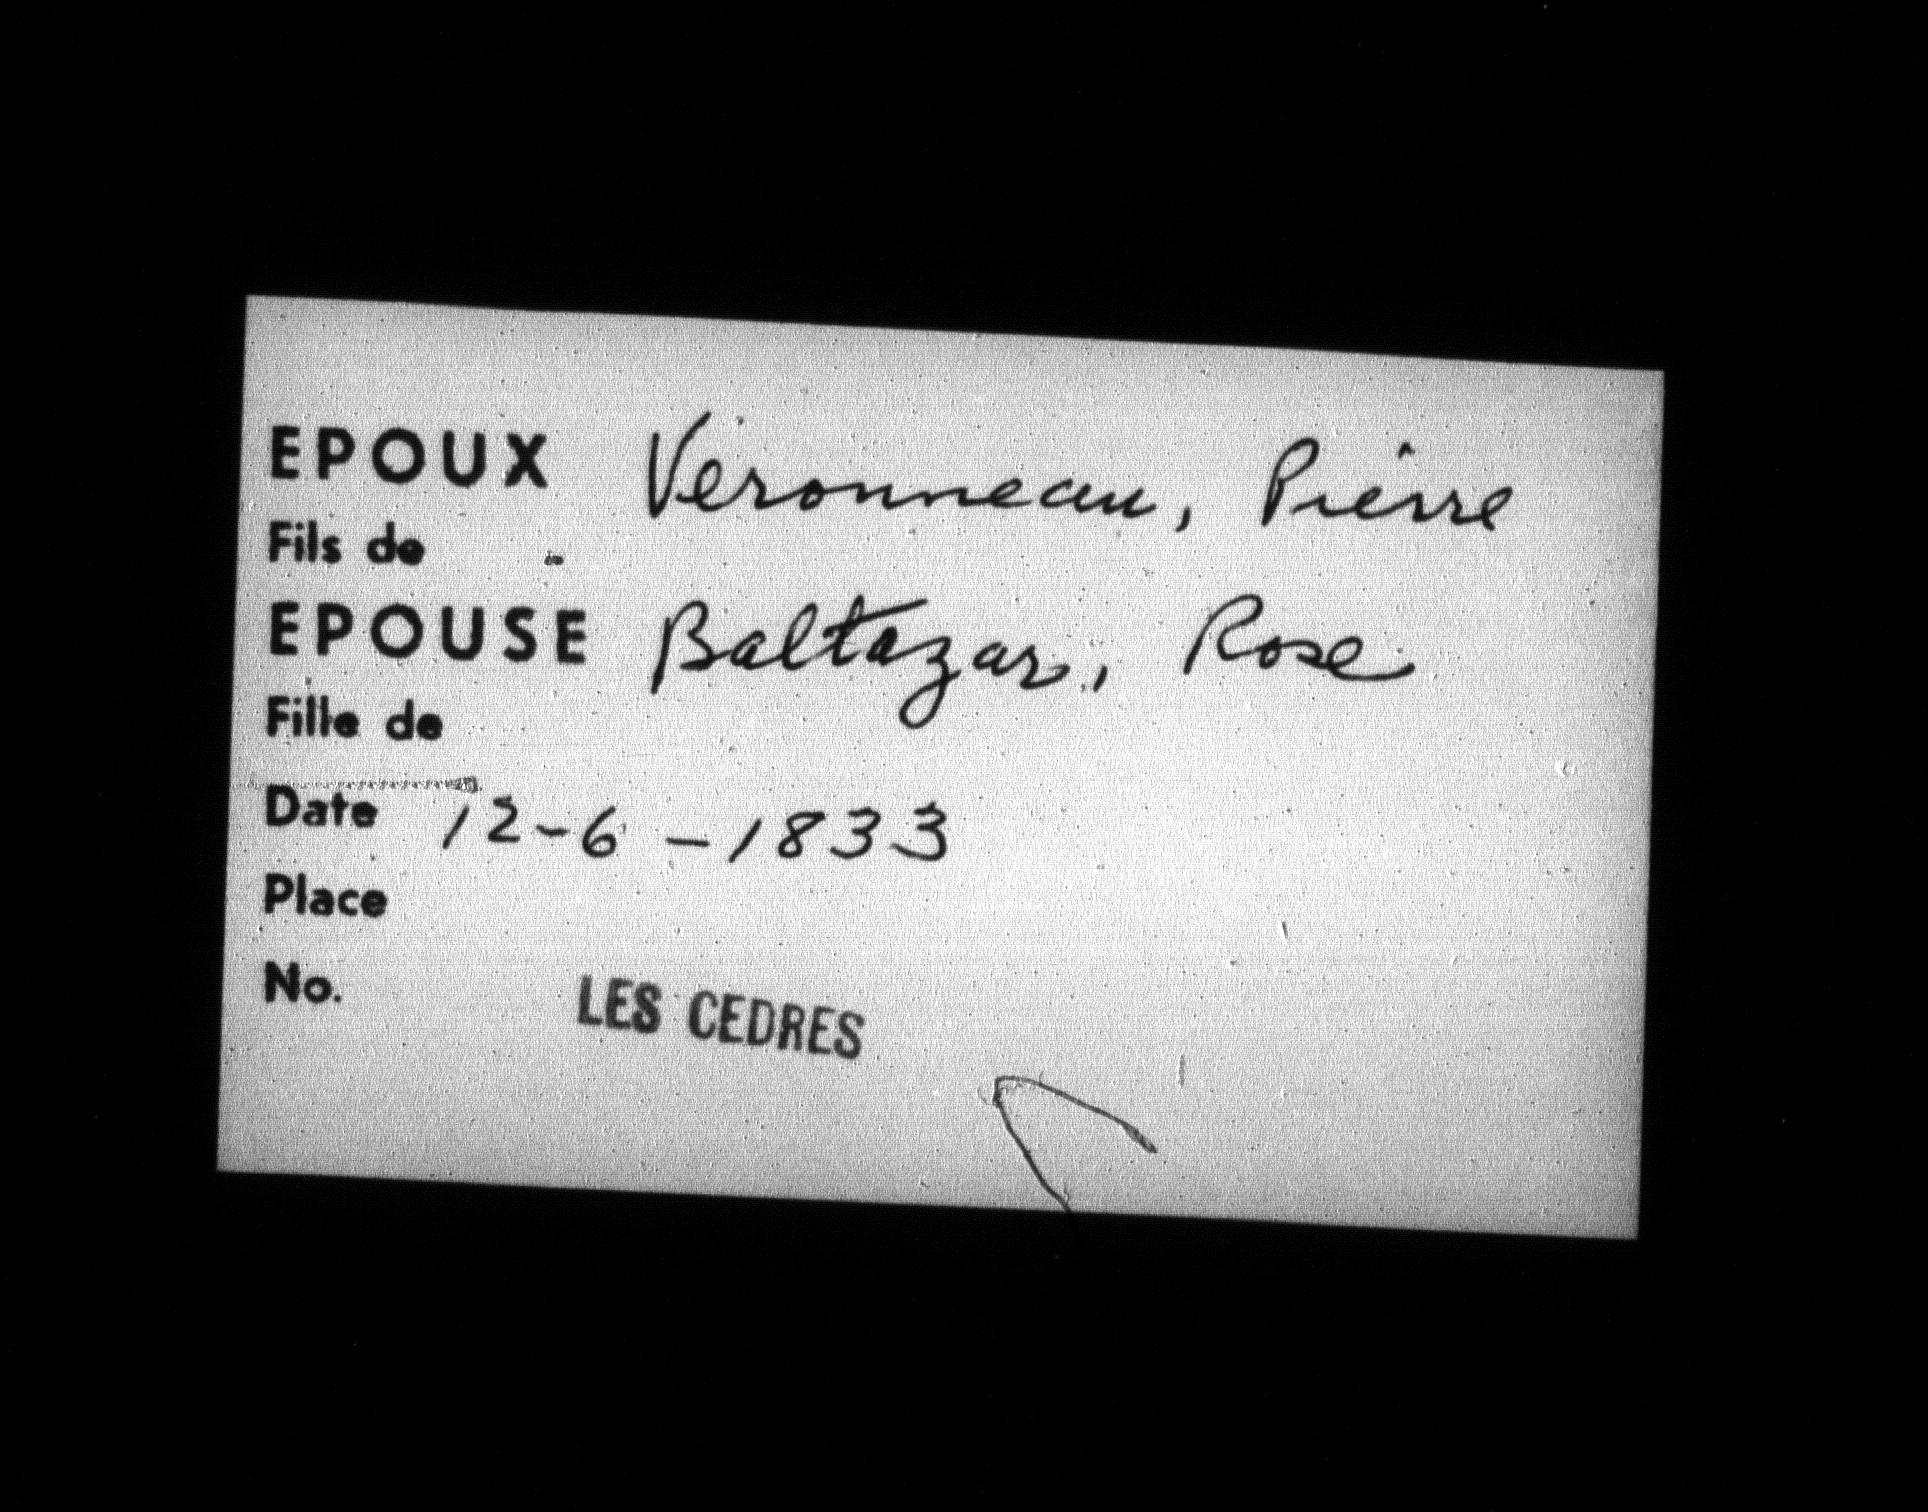 EPOUX Veronneau, Pierre
Fils de
EPOUSE Baltazar, Rose
Fille de
Date 12-6-1833
Place
No.
LES CEDRES